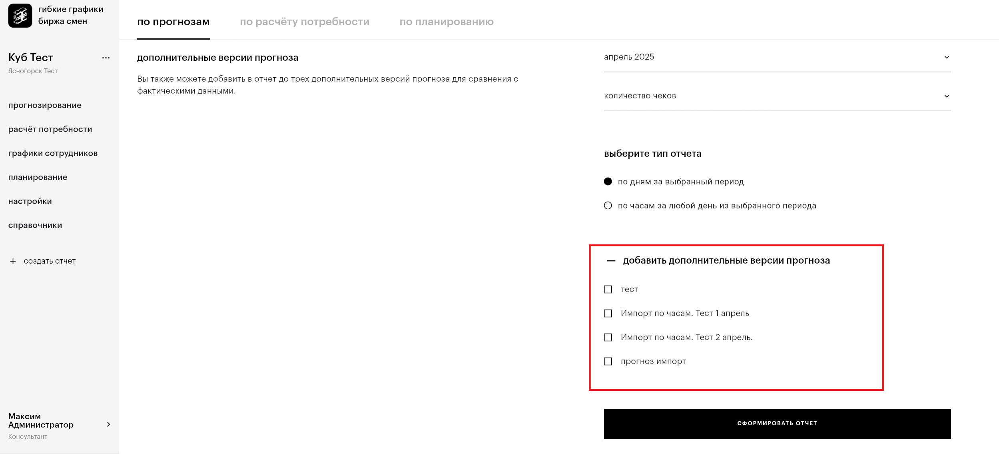 гибкие графики
биржа смен
Куб Тест
Ясногорск Тест
прогнозирование
расчёт потребности
графики сотрудников
планирование
настройки
справочники
создать отчет
Максим
Администратор
Консультант
по прогнозам
по расчёту потребности
по планированию
дополнительные версии прогноза
Вы также можете добавить в отчет до трех дополнительных версий прогноза для сравнения с
фактическими данными.
апрель 2025
количество чеков
выберите тип отчета
по дням за выбранный период
по часам за любой день из выбранного периода
добавить дополнительные версии прогноза
тест
Импорт по часам. Тест 1 апрель
Импорт по часам. Тест 2 апрель.
прогноз импорт
СФОРМИРОВАТЬ ОТЧЕТ